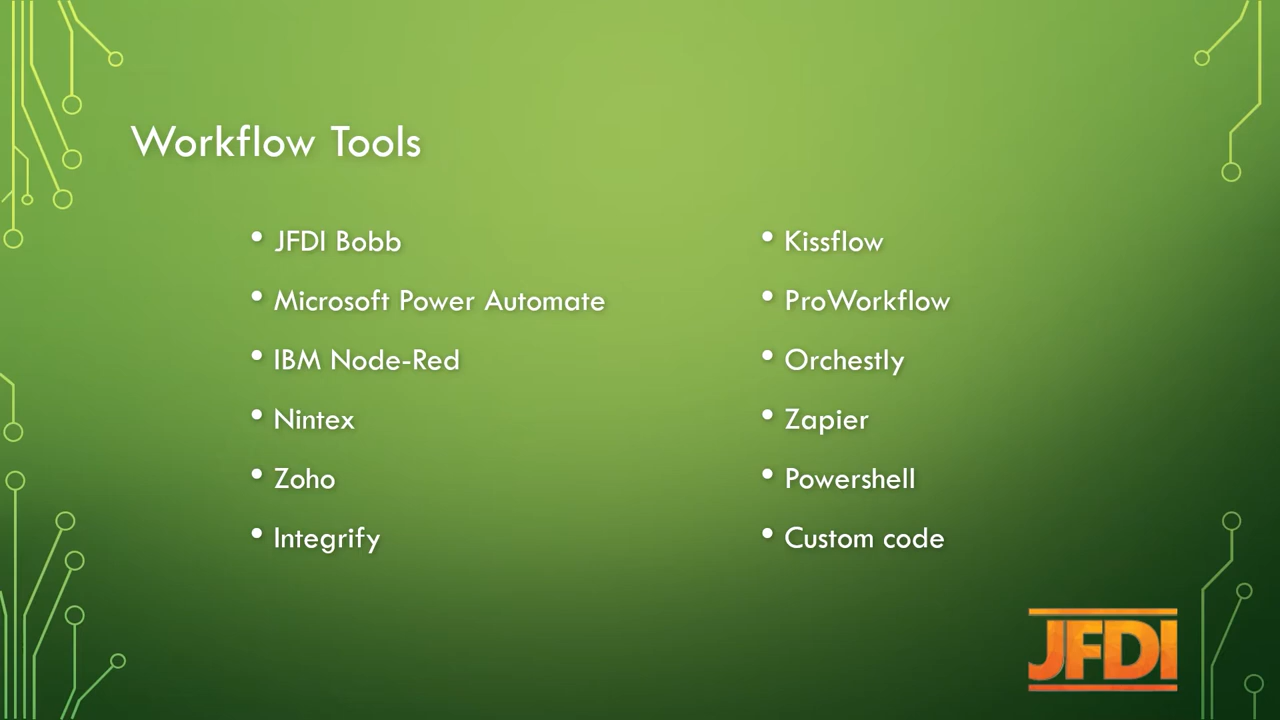 Workflow Tools
• JFDI Bobb
• Microsoft Power Automate
• IBM Node-Red
• Nintex
• Zoho
• Integrify
• Kissflow
• ProWorkflow
• Orchestly
• Zapier
• Powershell
• Custom code
JFDI